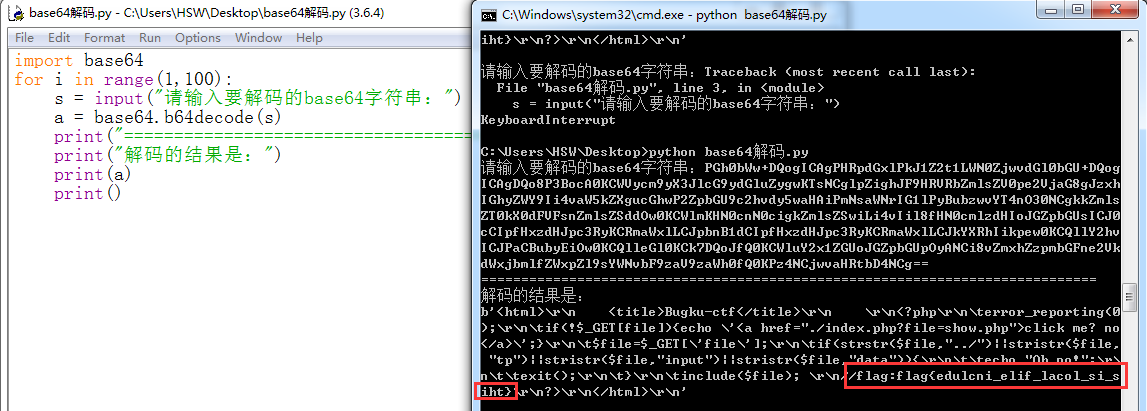 base64解码.py - C:\Users\HSW\Desktop\base64解码.py (3.6.4)
File Edit Format Run Options Window Help
import base64
for i in range(1,100):
    s = input("请输入要解码的base64字符串：")
    a = base64.b64decode(s)
    print("===================================
    print("解码的结果是：")
    print(a)
    print()
C:\Windows\system32\cmd.exe - python base64解码.py
iht}\r\n?>\r\n</html>\r\n'
请输入要解码的base64字符串：Traceback (most recent call last):
  File "base64解码.py", line 3, in <module>
    s = input("请输入要解码的base64字符串：")
KeyboardInterrupt
C:\Users\HSW\Desktop>python base64解码.py
请输入要解码的base64字符串：PGh0bWw+DQogICAgPHRpdGxlPkJ1Z2t1LWN0ZjwvdGl0bGU+DQog
ICAgDQo8P3BocA0KCWVycm9yX3JlcG9ydGluZygwKTsNCglpZighJF9HRVRbZmlsZV0pe2VjaG8gJzxh
IGhyZWY9Ii4vaW5kZXgucGhwP2ZpbGU9c2hvdy5waHAiPmNsaWNrIG1lPyBubzwvYT4nO30NCgkkZmls
ZT0kX0dFVFsnZmlsZSddOw0KCWlmKHN0cnN0cigkZmlsZSwiLi4vIil8fHN0cmlzdHIoJGZpbGUsICJ0
cCIpfHxzdHJpc3RyKCRmaWxlLCJpbnB1dCIpfHxzdHJpc3RyKCRmaWxlLCJkYXRhIikpew0KCQllY2hv
ICJPaCBubyEiOw0KCQlleGl0KCk7DQoJfQ0KCWluY2x1ZGUoJGZpbGUpOyANCi8vZmxhZzpmbGFne2Vk
dWxjbmlfZWxpZl9sYWNvbF9zaV9zaWh0fQ0KPz4NCjwvaHRtbD4NCg==
===========================================================================
解码的结果是：
b'<html>\r\n    <title>Bugku-ctf</title>\r\n    \r\n<?php\r\n\terror_reporting(0
);\r\n\tif(!$_GET[file]){echo \'<a href="./index.php?file=show.php">click me? no
</a>\';}\r\n\t$file=$_GET[\'file\'];\r\n\tif(strstr($file,"../")||stristr($file,
 "tp")||stristr($file,"input")||stristr($file,"data")){\r\n\t\techo "Oh no!";\r\
n\t\texit();\r\n\t}\r\n\tinclude($file); \r\n//flag:flag{edulcni_elif_lacol_si_s
iht}\r\n?>\r\n</html>\r\n'